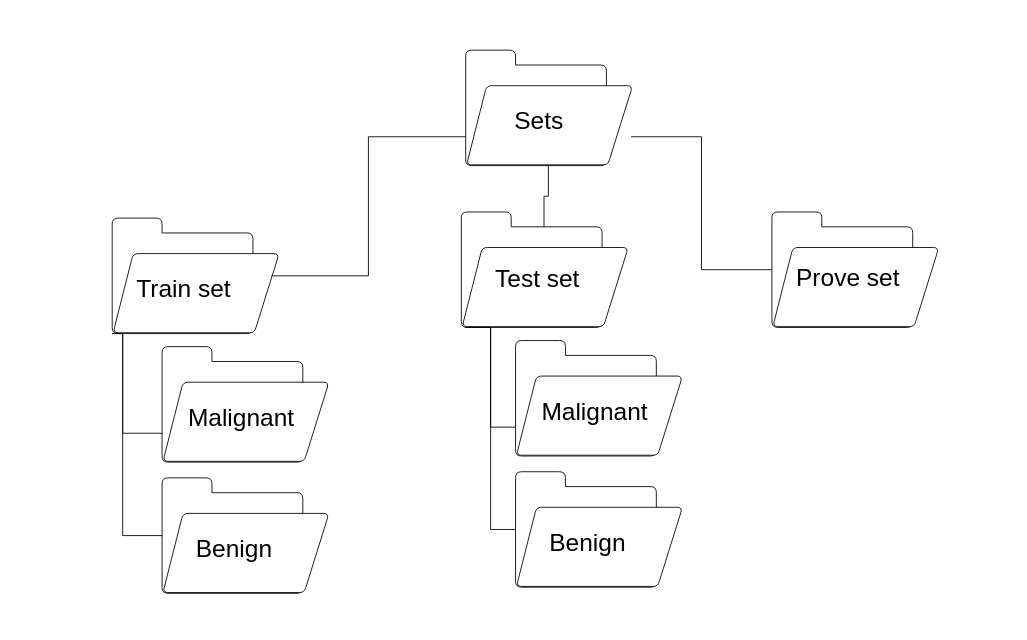 Sets
Train set
Test set
Prove set
Malignant
Malignant
Benign
Benign